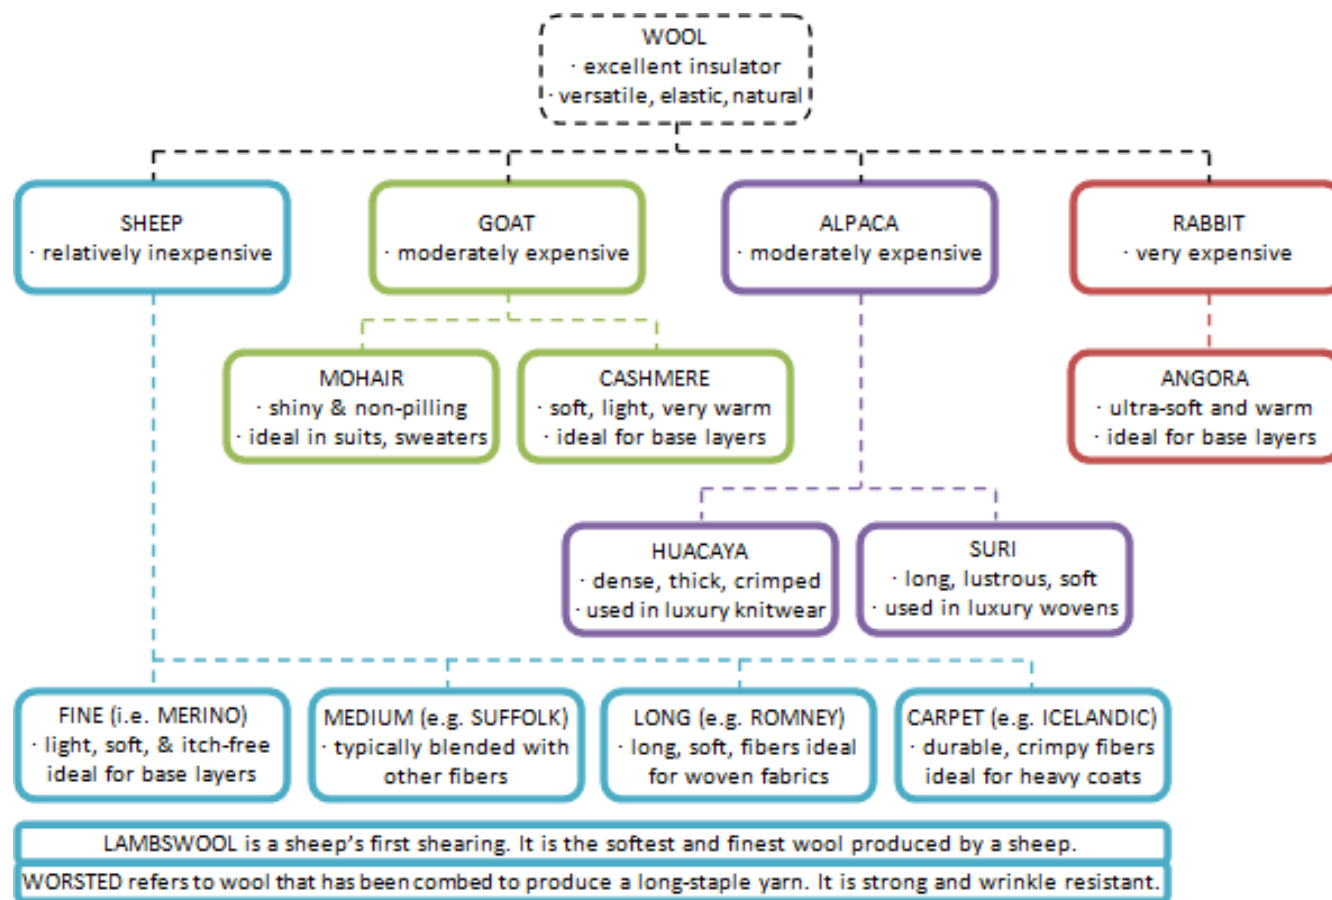 WOOL
· excellent insulator
· versatile, elastic, natural
SHEEP
· relatively inexpensive
GOAT
· moderately expensive
ALPACA
· moderately expensive
RABBIT
· very expensive
MOHAIR
· shiny & non-pilling
· ideal in suits, sweaters
CASHMERE
· soft, light, very warm
· ideal for base layers
ANGORA
· ultra-soft and warm
· ideal for base layers
HUACAYA
· dense, thick, crimped
· used in luxury knitwear
SURI
· long, lustrous, soft
· used in luxury wovens
FINE (i.e. MERINO)
· light, soft, & itch-free
ideal for base layers
MEDIUM (e.g. SUFFOLK)
· typically blended with
other fibers
LONG (e.g. ROMNEY)
· long, soft, fibers ideal
for woven fabrics
CARPET (e.g. ICELANDIC)
· durable, crimpy fibers
ideal for heavy coats
LAMBSWOOL is a sheep’s first shearing. It is the softest and finest wool produced by a sheep.
WORSTED refers to wool that has been combed to produce a long-staple yarn. It is strong and wrinkle resistant.